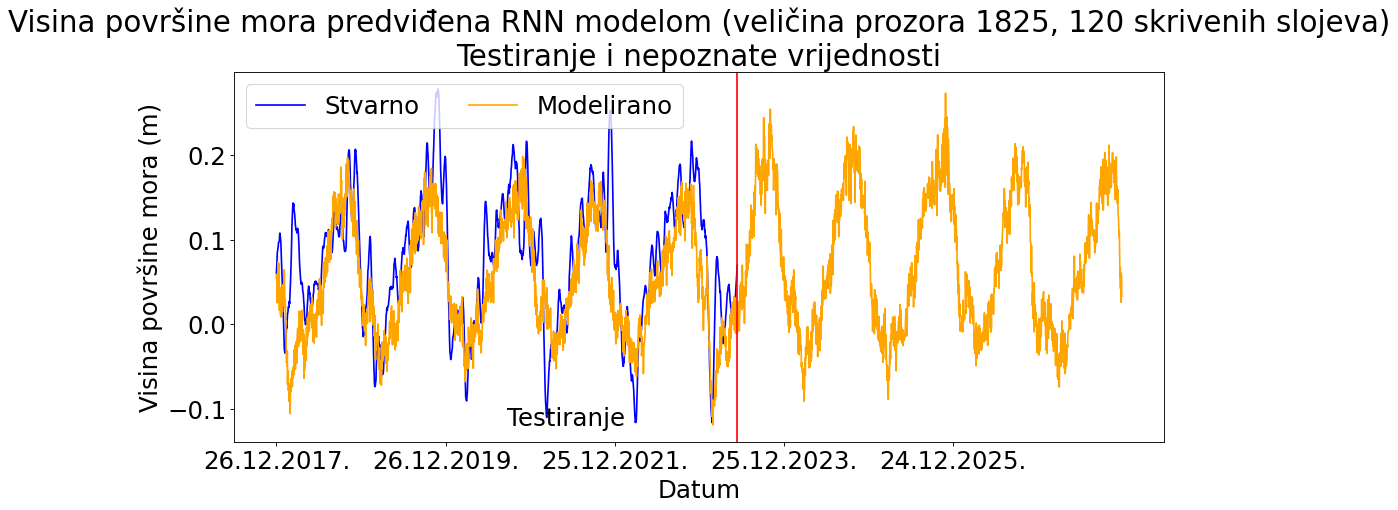 Visina površine mora predviđena RNN modelom (veličina prozora 1825, 120 skrivenih slojeva)
Testiranje i nepoznate vrijednosti
Stvarno Modelirano
Visina površine mora (m)
0.2
0.1
0.0
−0.1
Testiranje
26.12.2017. 26.12.2019. 25.12.2021. 25.12.2023. 24.12.2025.
Datum